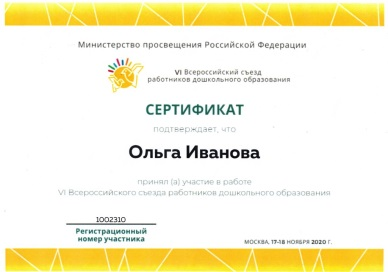 Министерство просвещения Российской Федерации
VI Всероссийский съезд
работников дошкольного образования
СЕРТИФИКАТ
подтверждает, что
Ольга Иванова
принял (а) участие в работе
VI Всероссийского съезда работников дошкольного образования
1002310
Регистрационный
номер участника
МОСКВА, 17-18 НОЯБРЯ 2020 Г.